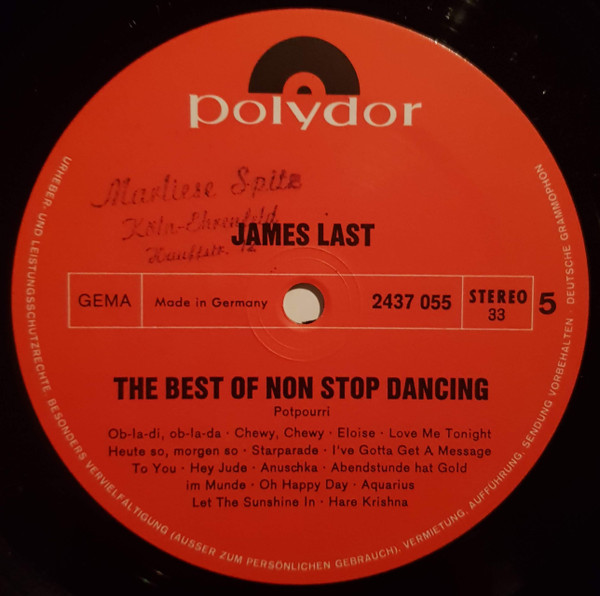 polydor
Marliese Spitz
Köln-Ehrenfeld
JAMES LAST
GEMA
Made in Germany
2437 055
STEREO
33
5
THE BEST OF NON STOP DANCING
Potpourri
Ob-la-di, ob-la-da · Chewy, Chewy · Eloise · Love Me Tonight
Heute so, morgen so · Starparade · I've Gotta Get A Message
To You · Hey Jude · Anuschka · Abendstunde hat Gold
im Munde · Oh Happy Day · Aquarius
Let The Sunshine In · Hare Krishna
URHEBER- UND LEISTUNGSSCHUTZRECHTE, BESONDERS VERVIELFÄLTIGUNG (AUSSER ZUM PERSÖNLICHEN GEBRAUCH). VERMIETUNG, AUFFÜHRUNG, SENDUNG VORBEHALTEN · DEUTSCHE GRAMMOPHON